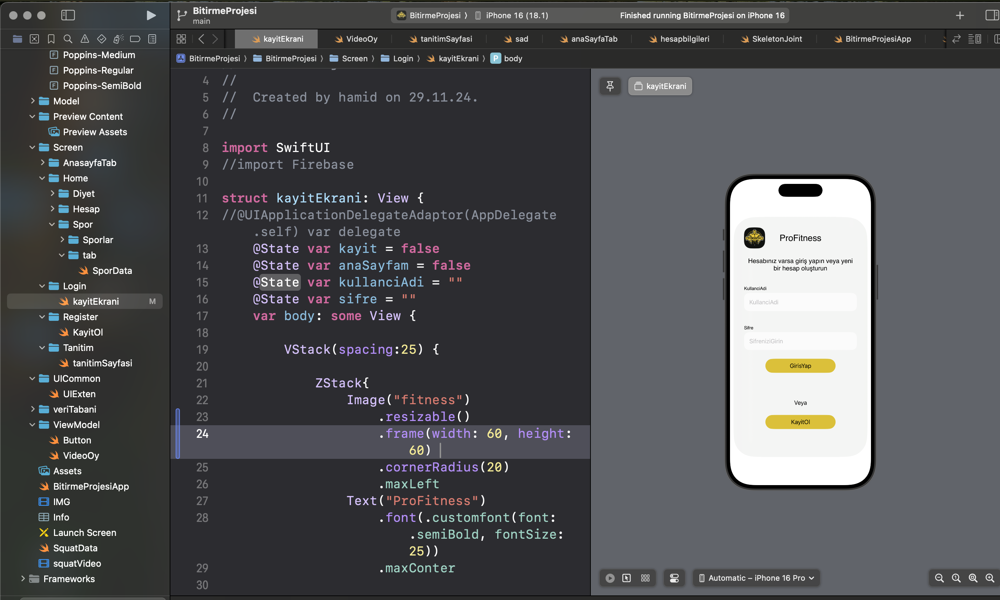 BitirmeProjesi
main
BitirmeProjesi
iPhone 16 (18.1)
Finished running BitirmeProjesi on iPhone 16
kayitEkrani
VideoOy
tanitimSayfasi
sad
anaSayfaTab
hesapbilgileri
SkeletonJoint
BitirmeProjesiApp
BitirmeProjesi
BitirmeProjesi
Screen
Login
kayitEkrani
P body
Poppins-Medium
Poppins-Regular
Poppins-SemiBold
Model
Preview Content
Preview Assets
Screen
AnasayfaTab
Home
Diyet
Hesap
Spor
Sporlar
tab
SporData
Login
kayitEkrani M
Register
KayitOl
Tanitim
tanitimSayfasi
UICommon
UIExten
veriTabani
ViewModel
Button
VideoOy
Assets
BitirmeProjesiApp
IMG
Info
Launch Screen
SquatData
squatVideo
Frameworks
4 //
5 //  Created by hamid on 29.11.24.
6 //
7
8 import SwiftUI
9 //import Firebase
10
11 struct kayitEkrani: View {
12 //@UIApplicationDelegateAdaptor(AppDelegate
.self) var delegate
13 @State var kayit = false
14 @State var anaSayfam = false
15 @State var kullanciAdi = ""
16 @State var sifre = ""
17 var body: some View {
18
19 VStack(spacing:25) {
20
21 ZStack{
22 Image("fitness")
23 .resizable()
24 .frame(width: 60, height:
60)
25 .cornerRadius(20)
26 .maxLeft
27 Text("ProFitness")
28 .font(.customfont(font:
.semiBold, fontSize:
25))
29 .maxConter
30
kayitEkrani
ProFitness
Hesabınız varsa giriş yapın veya yeni
bir hesap oluşturun
KullanciAdi
KullanciAdi
Sifre
SifreniziGirin
GirisYap
Veya
KayitOl
Automatic – iPhone 16 Pro